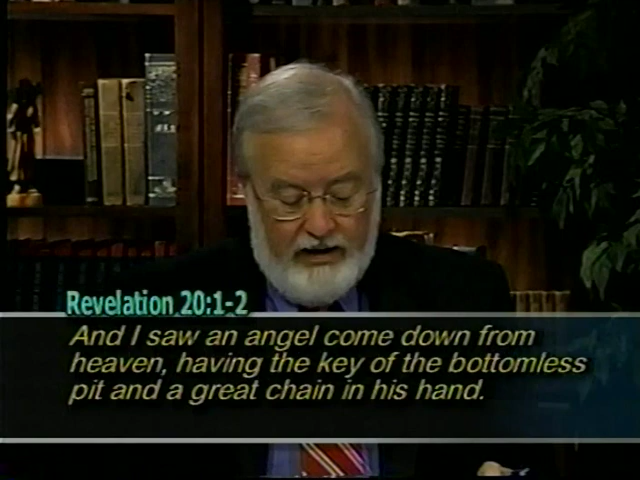 Revelation 20:1-2
And I saw an angel come down from
heaven, having the key of the bottomless
pit and a great chain in his hand.